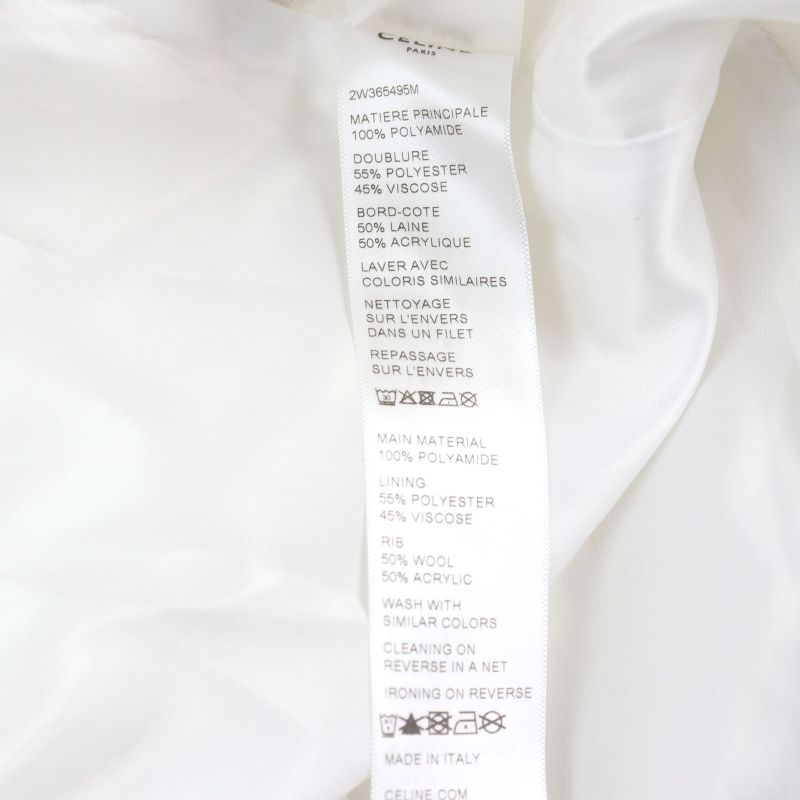 CELINE
PARIS
2W365495M
MATIERE PRINCIPALE
100% POLYAMIDE
DOUBLURE
55% POLYESTER
45% VISCOSE
BORD-COTE
50% LAINE
50% ACRYLIQUE
LAVER AVEC
COLORIS SIMILAIRES
NETTOYAGE
SUR L'ENVERS
DANS UN FILET
REPASSAGE
SUR L'ENVERS
30
MAIN MATERIAL
100% POLYAMIDE
LINING
55% POLYESTER
45% VISCOSE
RIB
50% WOOL
50% ACRYLIC
WASH WITH
SIMILAR COLORS
CLEANING ON
REVERSE IN A NET
IRONING ON REVERSE
MADE IN ITALY
CELINE.COM